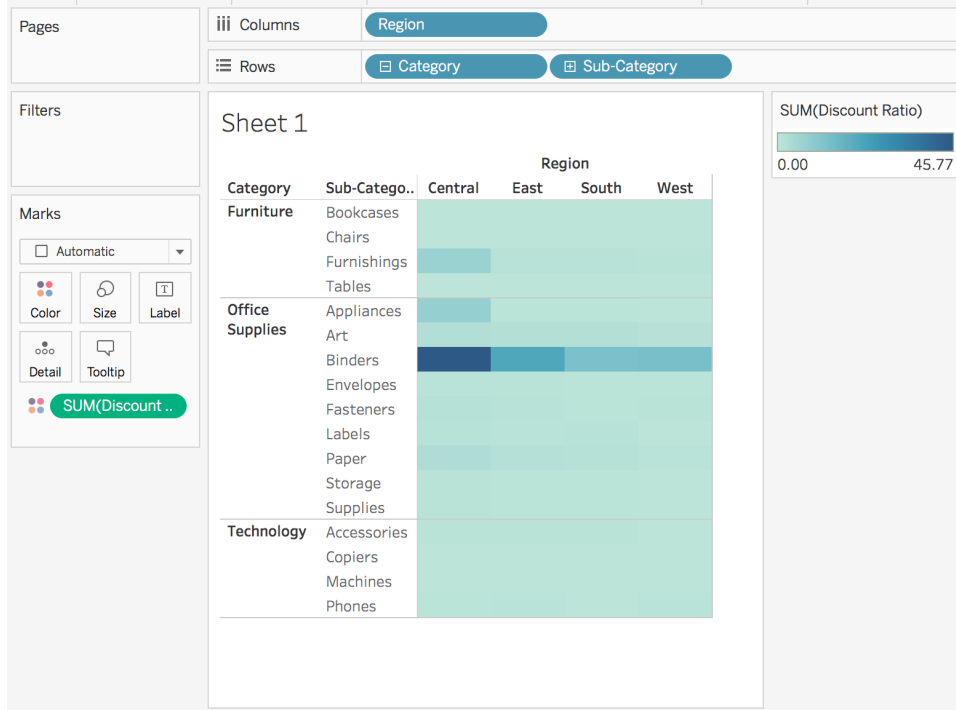 Pages
Columns
Region
Rows
Category
Sub-Category
Filters
Marks
Automatic
Color
Size
T
Label
Detail
Tooltip
SUM(Discount ..
Sheet 1
Region
Category Sub-Catego.. Central East South West
Furniture Bookcases
Chairs
Furnishings
Tables
Office Supplies Appliances
Art
Binders
Envelopes
Fasteners
Labels
Paper
Storage
Supplies
Technology Accessories
Copiers
Machines
Phones
SUM(Discount Ratio)
0.00 45.77